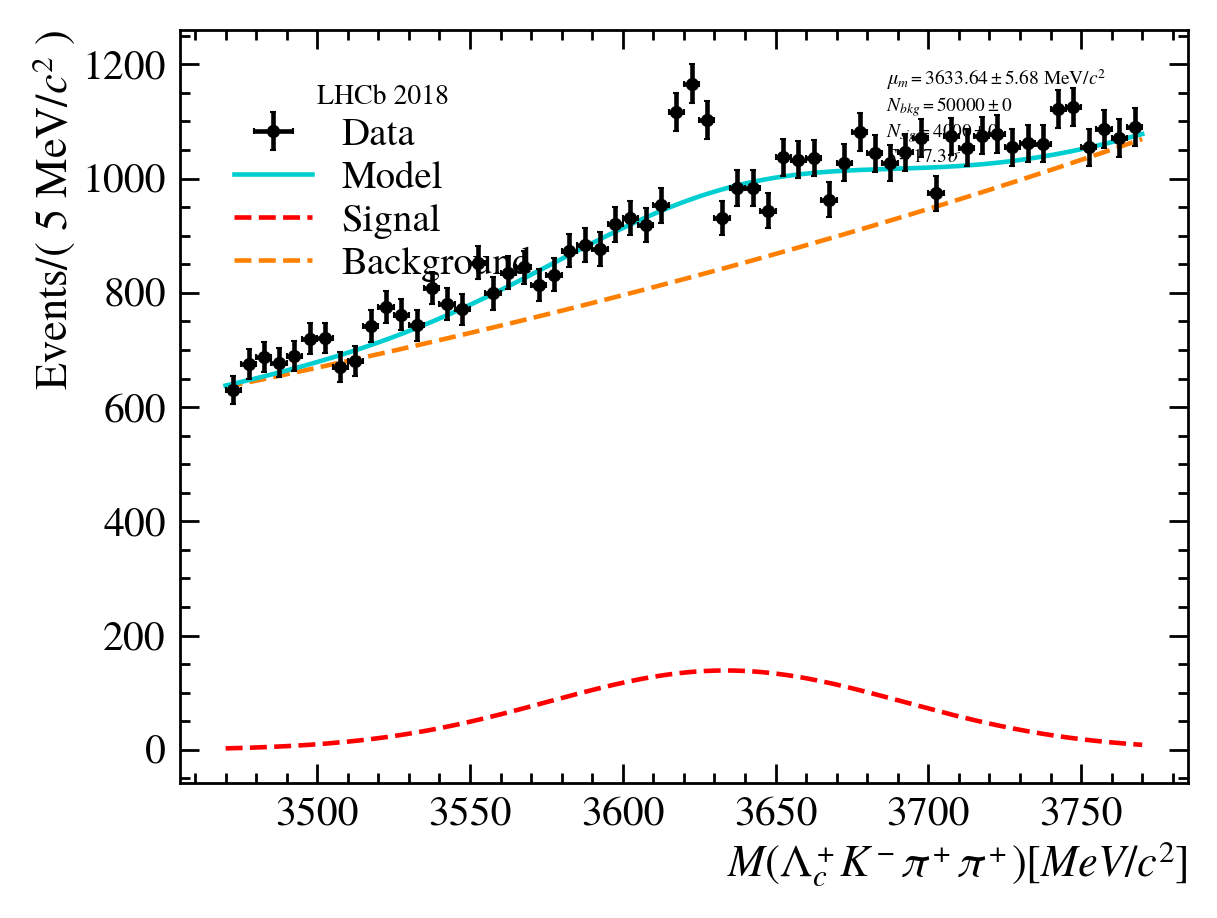 Events/( 5 MeV/c² )
1200
1000
800
600
400
200
0
LHCb 2018
Data
Model
Signal
Background
μₘ = 3633.64 ± 5.68 MeV/c²
N_bkg = 50000 ± 0
3500 3550 3600 3650 3700 3750
M(Λc⁺K⁻π⁺π⁺)[MeV/c²]